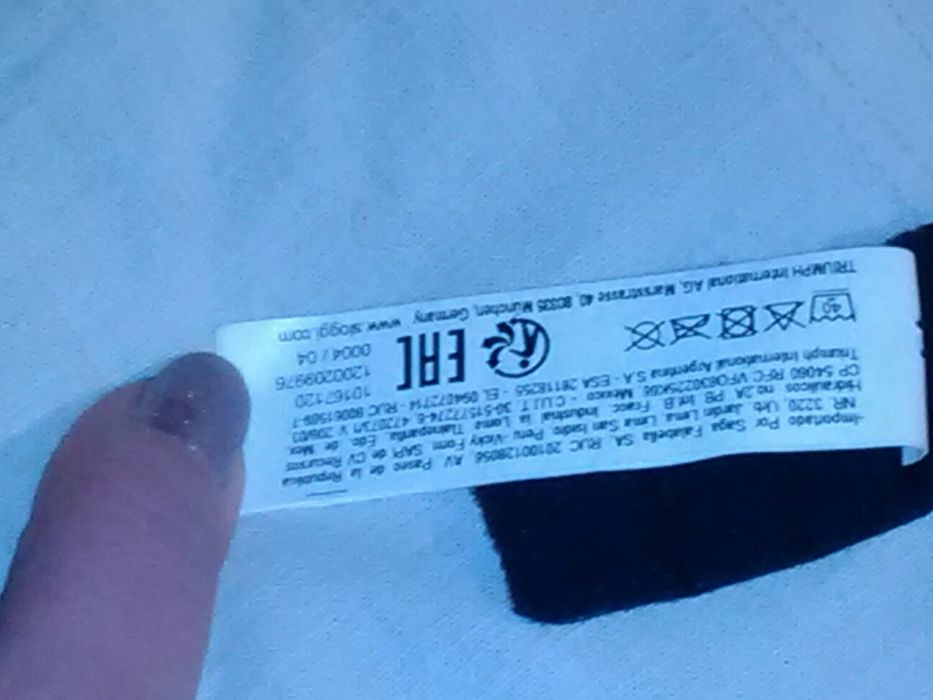 -Importado Por Saga Falabella SA, RUC 20100128056, AV. Paseo de la Republica
NR. 3220, Urb. Jardin Lima Lima San Isidro Peru -Vicky Form SAPI de CV Recursos
Hidraulicos no.2A PB Int.B Fracc. Industrial la Loma Tlalnepantla Edo. de Mex
CP 54060 RFC México
Triumph International Argentina S.A -
40
TRIUMPH International AG, Marsstrasse 40, 80335 München, Germany www.sloggi.com
EAC
10167120
1200209976
0004 / 04